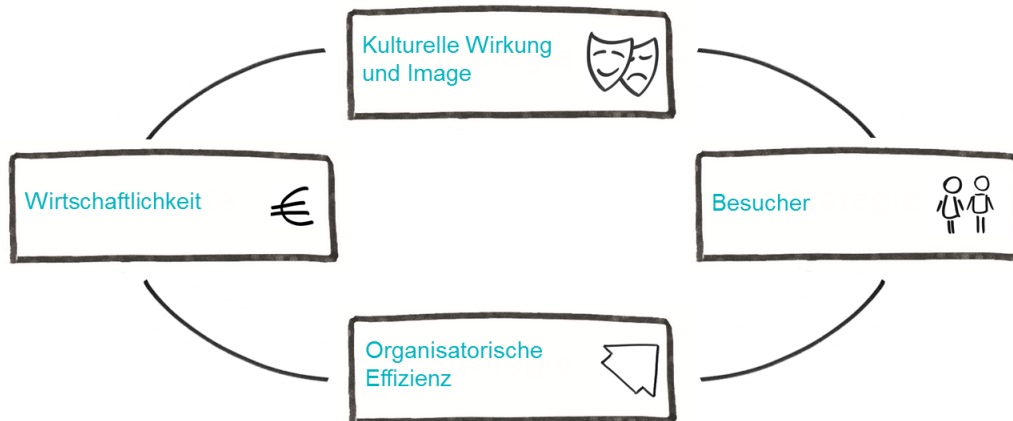 Kulturelle Wirkung
und Image
Wirtschaftlichkeit
€
Besucher
Organisatorische
Effizienz